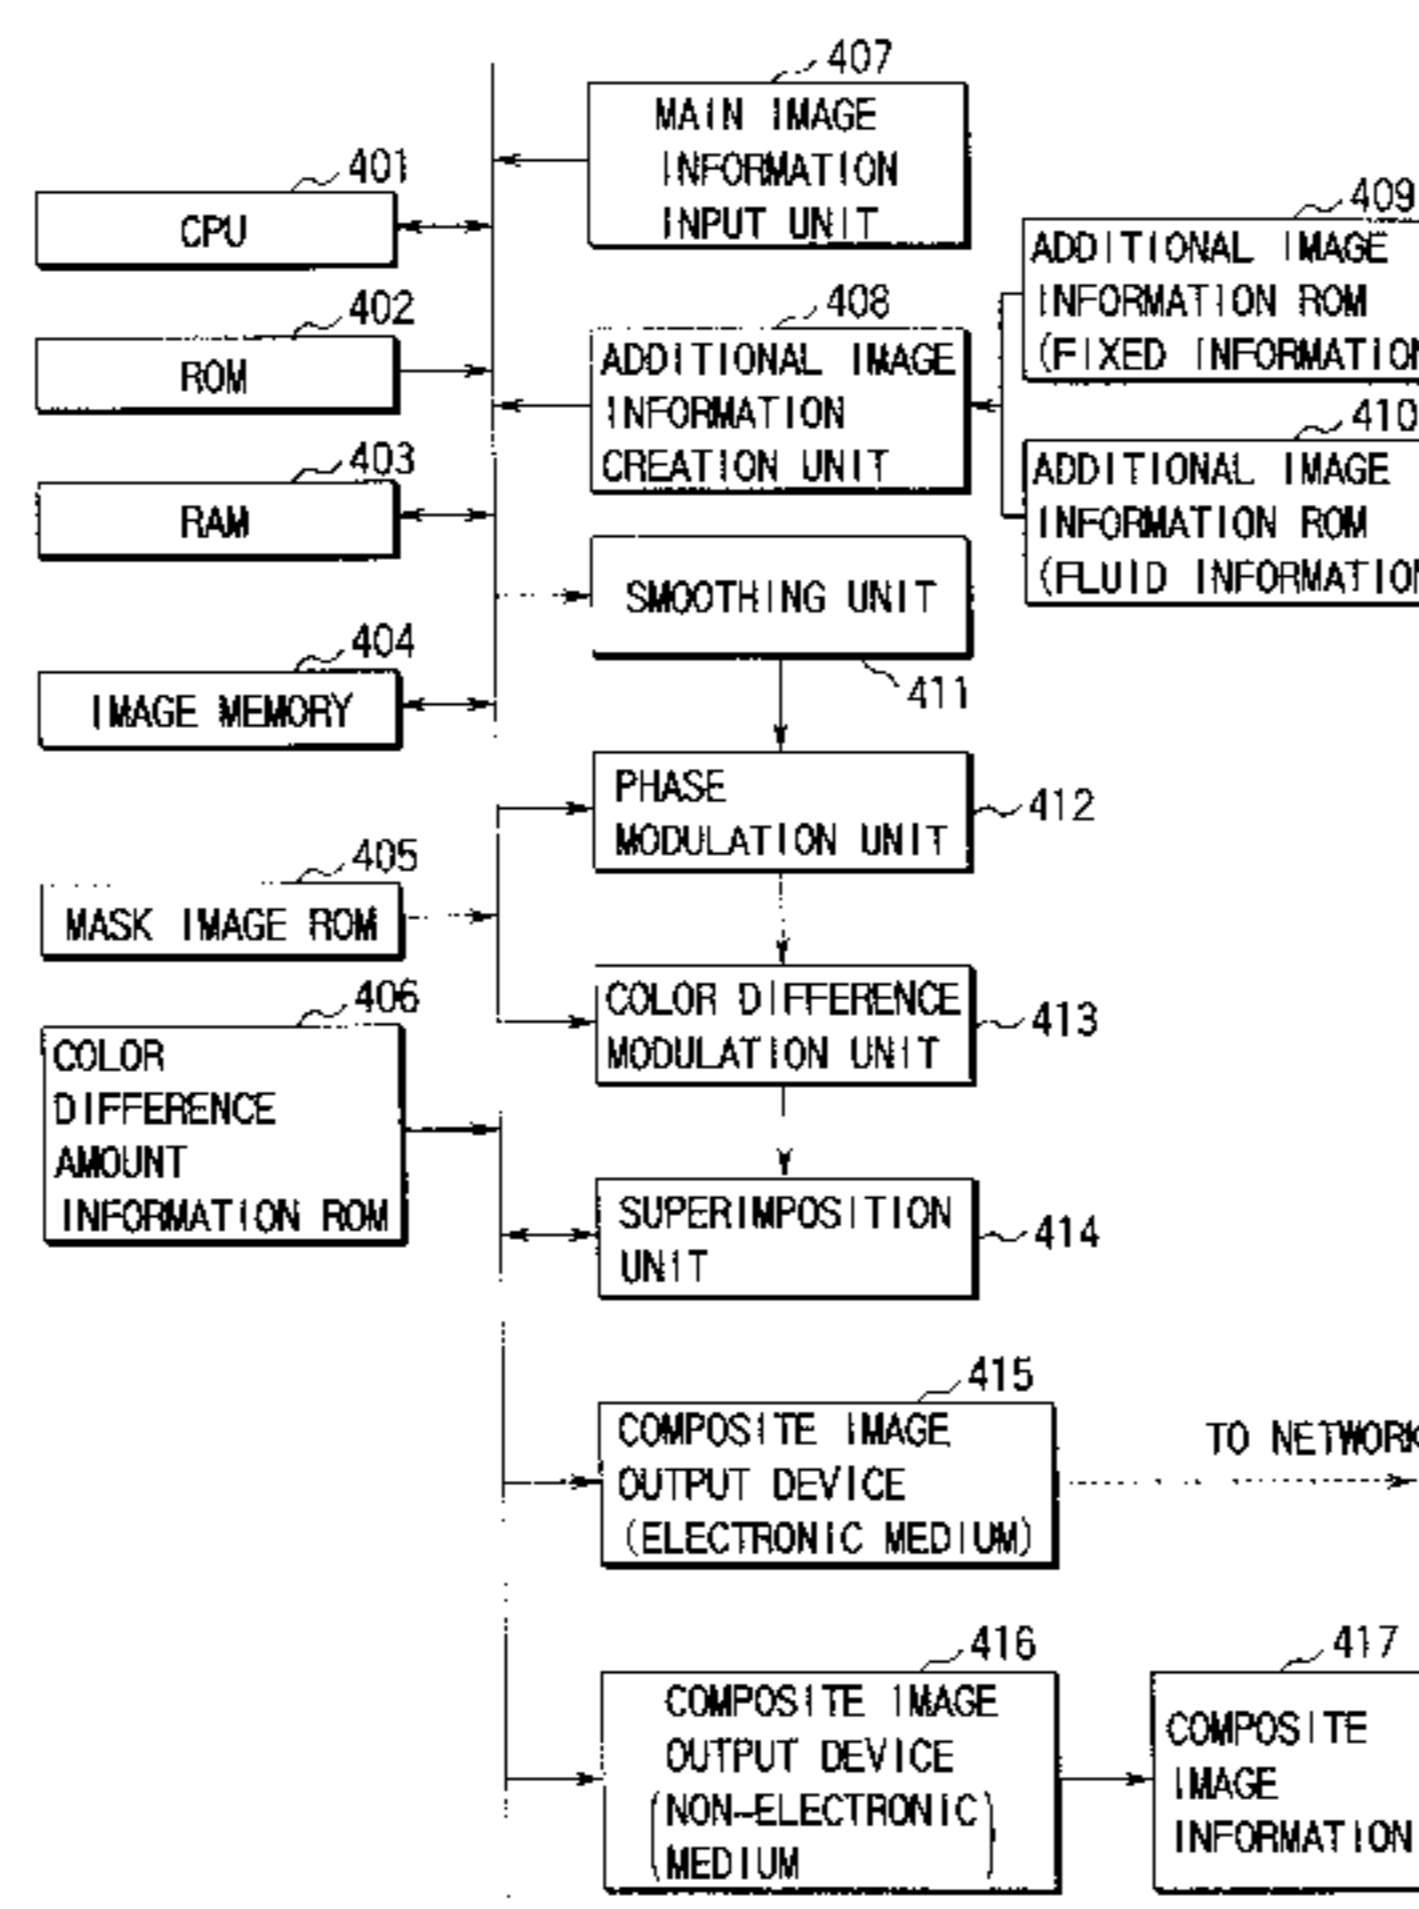 407
MAIN IMAGE
INFORMATION
INPUT UNIT
401
CPU
402
ROM
403
RAM
404
IMAGE MEMORY
405
MASK IMAGE ROM
406
COLOR
DIFFERENCE
AMOUNT
INFORMATION ROM
408
ADDITIONAL IMAGE
INFORMATION
CREATION UNIT
409
ADDITIONAL IMAGE
INFORMATION ROM
(FIXED INFORMATION
410
ADDITIONAL IMAGE
INFORMATION ROM
(FLUID INFORMATION
SMOOTHING UNIT
411
PHASE
MODULATION UNIT
412
COLOR DIFFERENCE
MODULATION UNIT
413
SUPERIMPOSITION
UNIT
414
415
COMPOSITE IMAGE
OUTPUT DEVICE
(ELECTRONIC MEDIUM)
TO NETWORK
416
COMPOSITE IMAGE
OUTPUT DEVICE
(NON-ELECTRONIC
MEDIUM)
417
COMPOSITE
IMAGE
INFORMATION